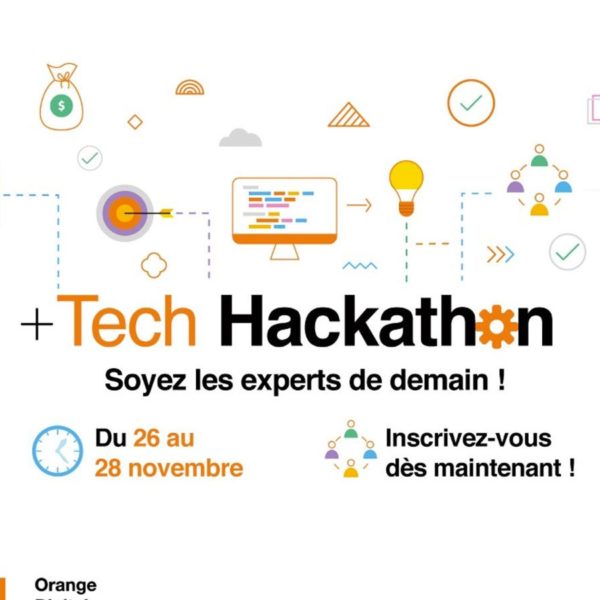 $
+Tech Hackathon
Soyez les experts de demain !
Du 26 au
28 novembre
Inscrivez-vous
dès maintenant !
Orange